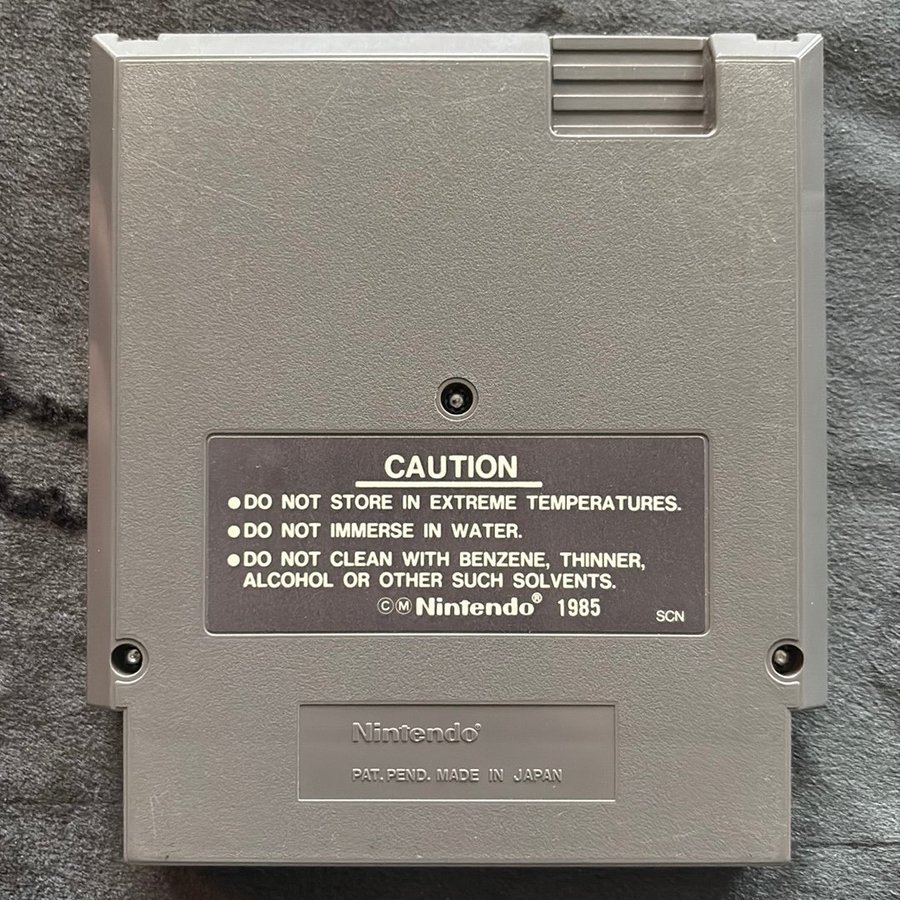 CAUTION
●DO NOT STORE IN EXTREME TEMPERATURES.
●DO NOT IMMERSE IN WATER.
●DO NOT CLEAN WITH BENZENE, THINNER,
ALCOHOL OR OTHER SUCH SOLVENTS.
ⒸⓂ Nintendo® 1985
SCN
Nintendo®
PAT. PEND. MADE IN JAPAN